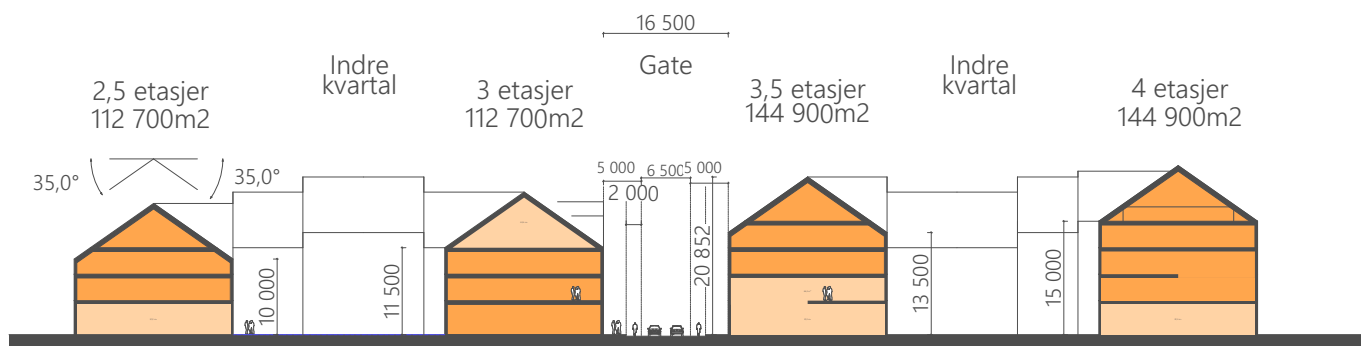 16 500
Gate
Indre
kvartal
Indre
kvartal
2,5 etasjer
112 700m2
3 etasjer
112 700m2
3,5 etasjer
144 900m2
4 etasjer
144 900m2
35,0°
35,0°
5 000
6 500
5 000
2 000
20 852
10 000
11 500
13 500
15 000